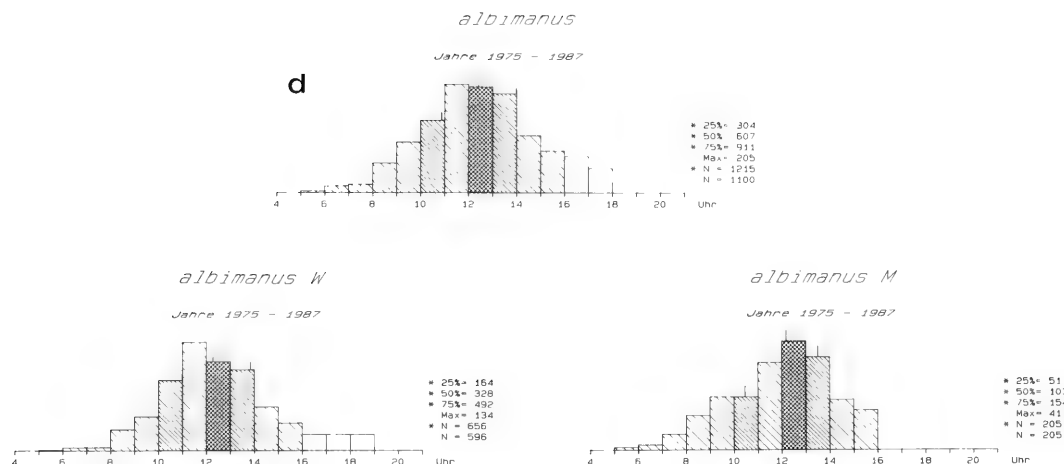 albimanus
Jahre 1975 - 1987
d
* 25%= 304
* 50% 607
* 75%= 911
Max= 205
* N = 1215
N = 1100
4 6 8 10 12 14 16 18 20 Uhr
albimanus W
Jahre 1975 - 1987
* 25%= 164
* 50%= 328
* 75%= 492
Max= 134
* N = 656
N = 596
4 6 8 10 12 14 16 18 20 Uhr
albimanus M
Jahre 1975 - 1987
* 25%= 51
* 50%=
* 75%= 154
Max= 41
* N = 205
N = 205
4 6 8 10 12 14 16 18 20 Uhr